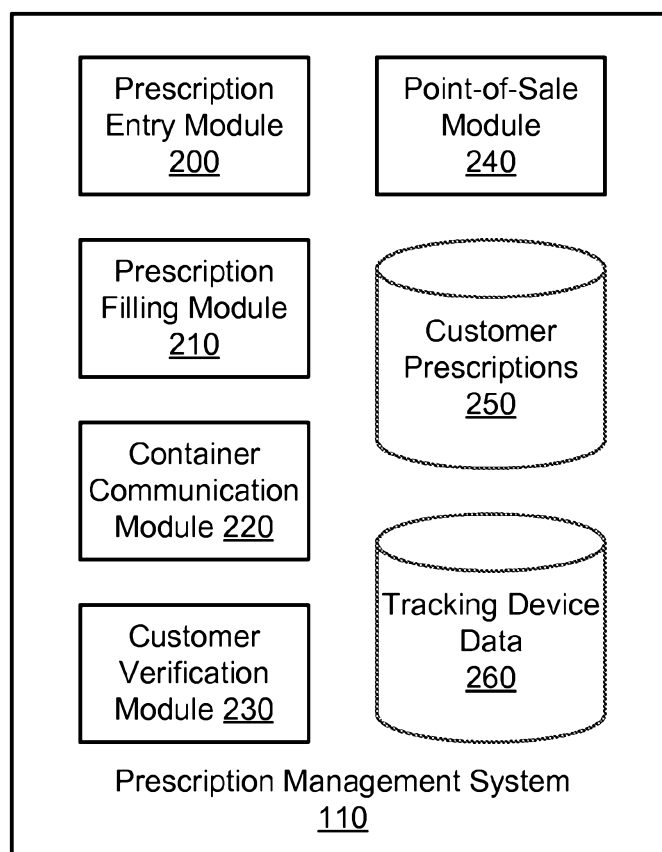 Prescription
Entry Module
200
Point-of-Sale
Module
240
Prescription
Filling Module
210
Customer
Prescriptions
250
Container
Communication
Module 220
Tracking Device
Data
260
Customer
Verification
Module 230
Prescription Management System
110